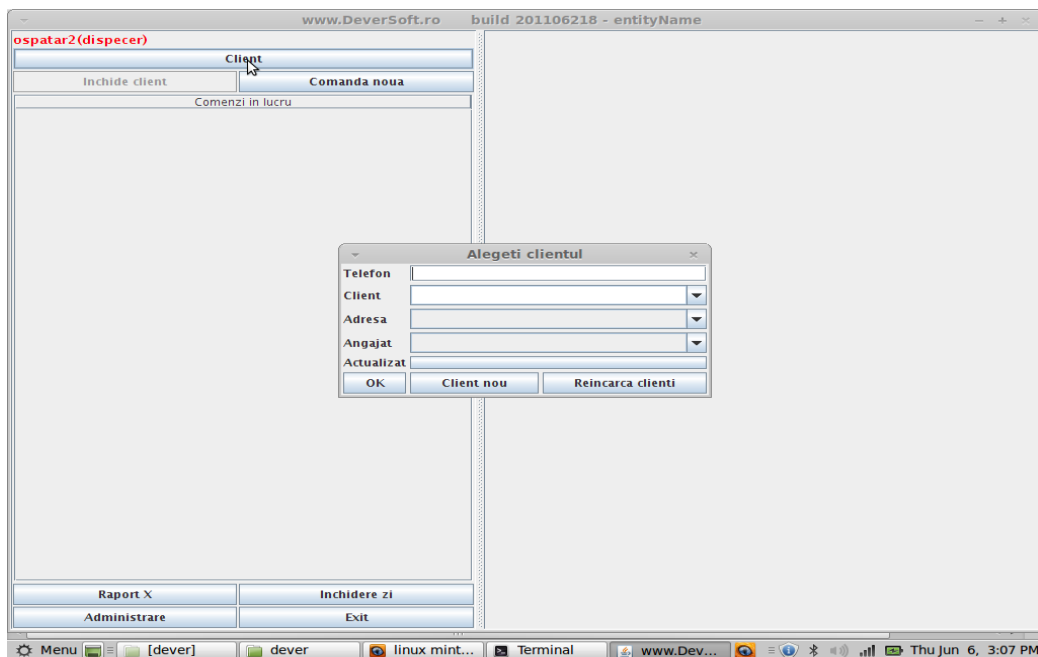 www.DeverSoft.ro build 201106218 - entityName
ospatar2(dispecer)
Client
Inchide client Comanda noua
Comenzi in lucru
Alegeti clientul
Telefon
Client
Adresa
Angajat
Actualizat
OK Client nou Reincarca clienti
Raport X Inchidere zi
Administrare Exit
Menu [dever] dever linux mint... Terminal www.Dev... Thu Jun 6, 3:07 PM